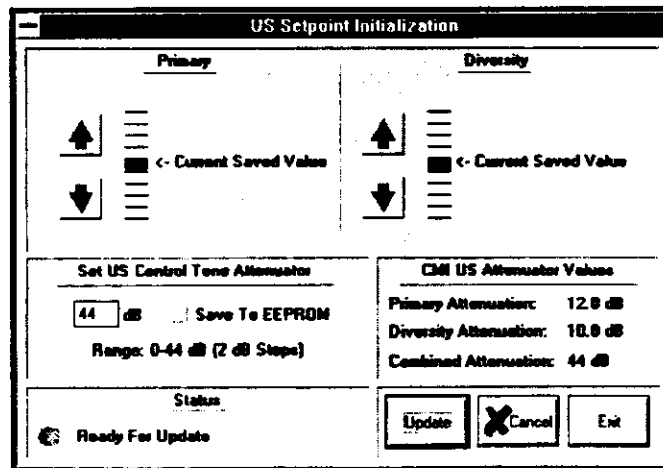 US Setpoint Initialization
Primary
<- Current Saved Value
Diversity
<- Current Saved Value
Set US Control Tone Attenuator
44 dB
Save To EEPROM
Range: 0-44 dB (2 dB Steps)
CMI US Attenuator Values
Primary Attenuation: 12.0 dB
Diversity Attenuation: 10.0 dB
Combined Attenuation: 44 dB
Status
Ready For Update
Update
Cancel
Exit